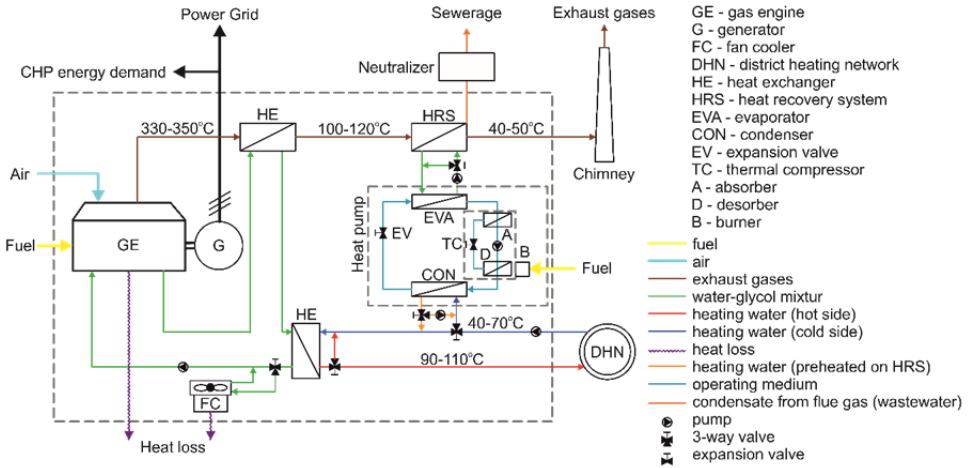 Power Grid
Sewerage
Exhaust gases
CHP energy demand
Neutralizer
HE
HRS
330-350°C
100-120°C
40-50°C
Air
Chimney
EVA
Heat pump
EV
A
TC
D
B
Fuel
GE
G
Fuel
CON
HE
40-70°C
90-110°C
DHN
FC
Heat loss
GE - gas engine
G - generator
FC - fan cooler
DHN - district heating network
HE - heat exchanger
HRS - heat recovery system
EVA - evaporator
CON - condenser
EV - expansion valve
TC - thermal compressor
A - absorber
D - desorber
B - burner
fuel
air
exhaust gases
water-glycol mixtur
heating water (hot side)
heating water (cold side)
heat loss
heating water (preheated on HRS)
operating medium
condensate from flue gas (wastewater)
pump
3-way valve
expansion valve